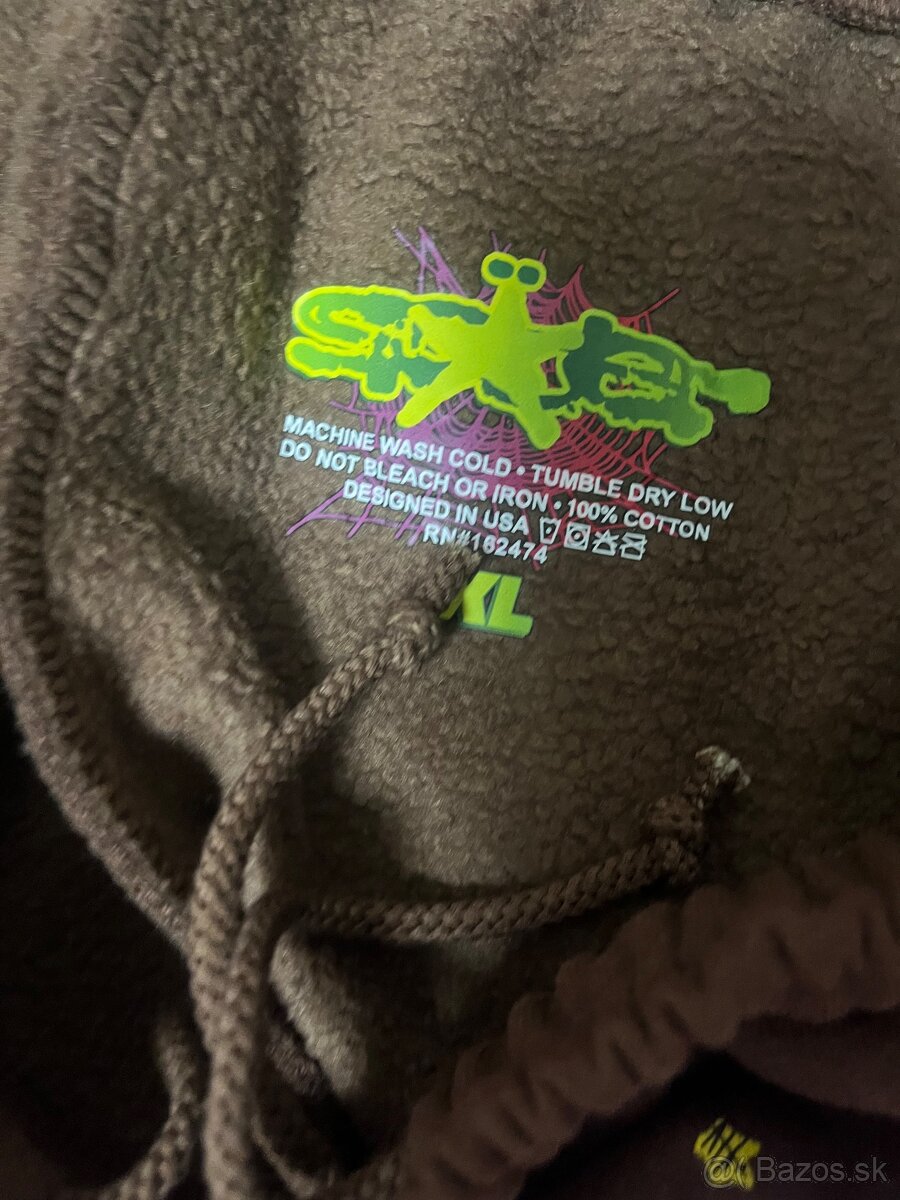 MACHINE WASH COLD • TUMBLE DRY LOW
DO NOT BLEACH OR IRON • 100% COTTON
DESIGNED IN USA
RN#162474
XL
@ Bazos.sk